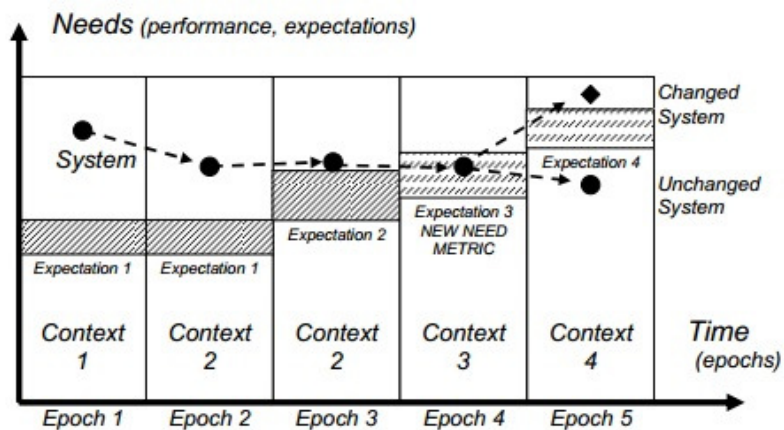 Needs (performance, expectations)
Changed
System
System
Expectation 4
Unchanged
System
Expectation 3
NEW NEED
METRIC
Expectation 2
Expectation 1
Expectation 1
Context
1
Context
2
Context
2
Context
3
Context
4
Time
(epochs)
Epoch 1
Epoch 2
Epoch 3
Epoch 4
Epoch 5